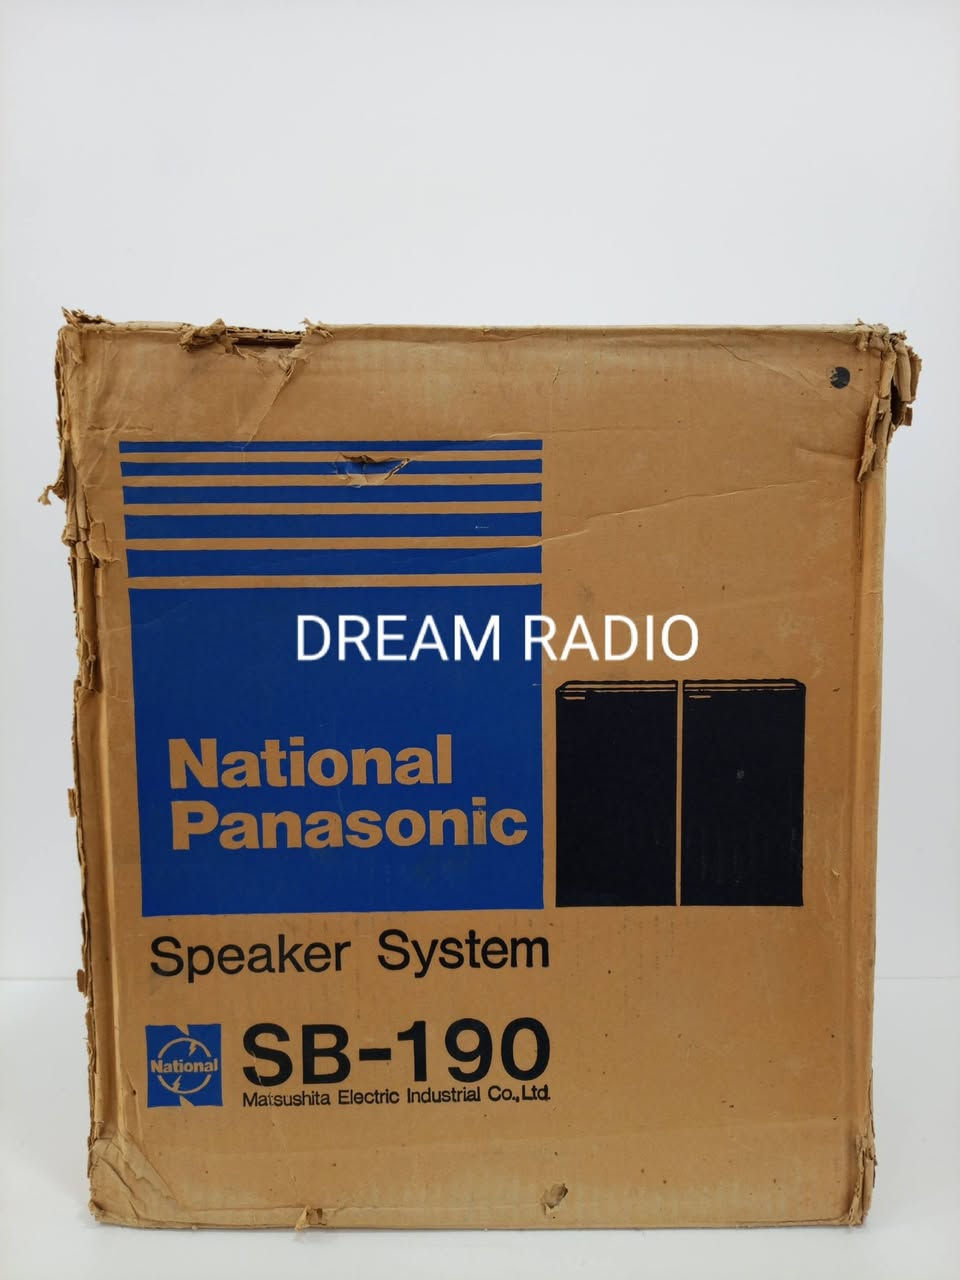 DREAM RADIO
National
Panasonic
Speaker System
National
SB-190
Matsushita Electric Industrial Co.,Ltd.